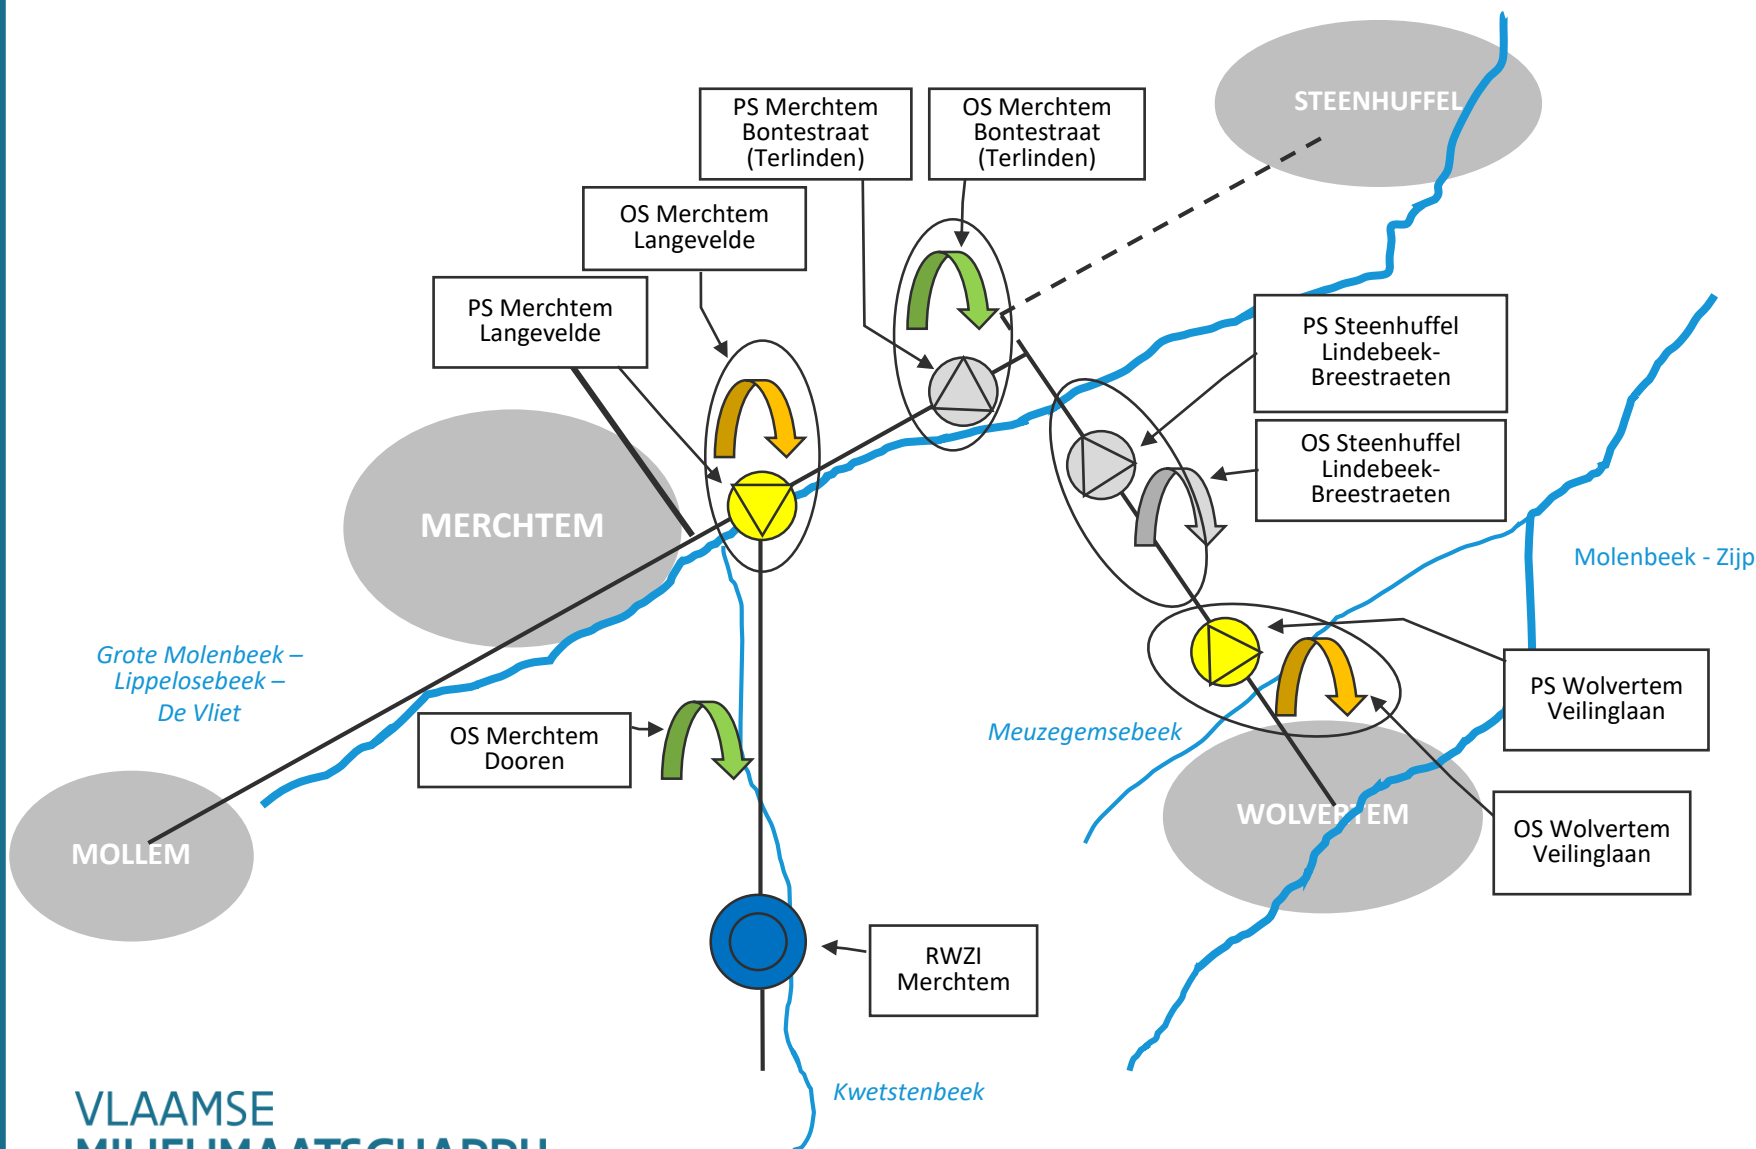 STEENHUFFEL
PS Merchtem
Bontestraat
(Terlinden)
OS Merchtem
Bontestraat
(Terlinden)
OS Merchtem
Langevelde
PS Merchtem
Langevelde
PS Steenhuffel
Lindebeek-
Breestraeten
OS Steenhuffel
Lindebeek-
Breestraeten
MERCHTEM
Molenbeek - Zijp
Grote Molenbeek –
Lippelosebeek –
De Vliet
PS Wolvertem
Veilinglaan
OS Merchtem
Dooren
Meuzegemsebeek
WOLVERTEM
OS Wolvertem
Veilinglaan
MOLLEM
RWZI
Merchtem
Kwetstenbeek
VLAAMSE
MILIEUMAATSCHAPPIJ